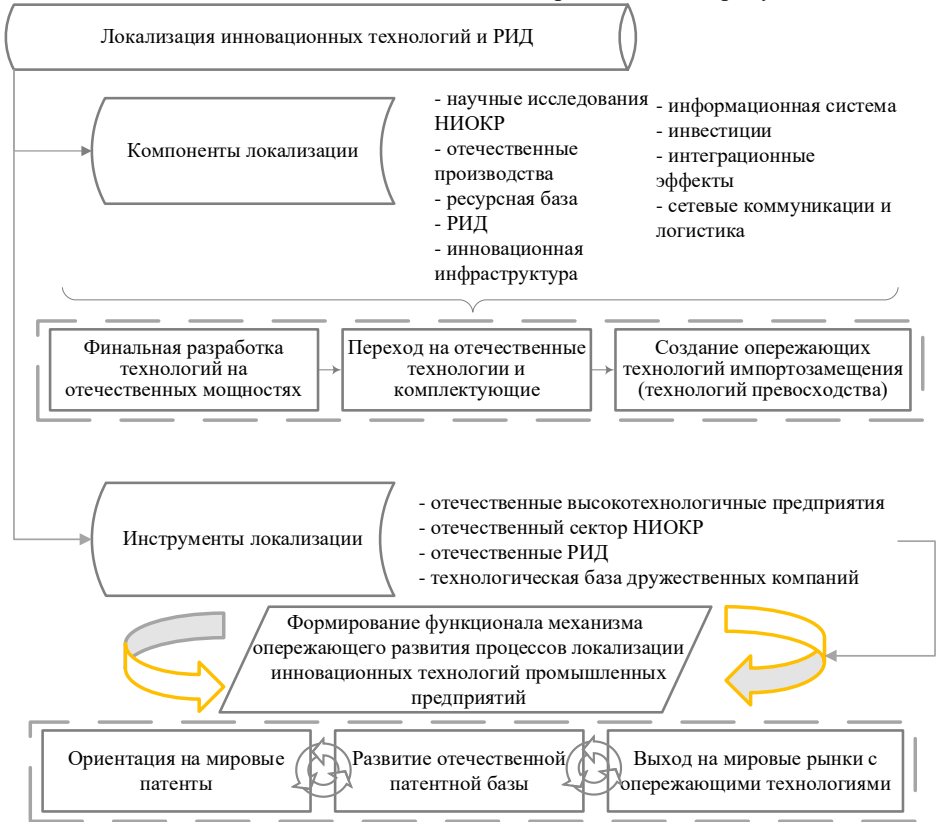 Локализация инновационных технологий и РИД
Компоненты локализации
- научные исследования
НИОКР
- отечественные
производства
- ресурсная база
- РИД
- инновационная
инфраструктура
- информационная система
- инвестиции
- интеграционные
эффекты
- сетевые коммуникации и
логистика
Финальная разработка
технологий на
отечественных мощностях
Переход на отечественные
технологии и
комплектующие
Создание опережающих
технологий импортозамещения
(технологий превосходства)
Инструменты локализации
- отечественные высокотехнологичные предприятия
- отечественный сектор НИОКР
- отечественные РИД
- технологическая база дружественных компаний
Формирование функционала механизма
опережающего развития процессов локализации
инновационных технологий промышленных
предприятий
Ориентация на мировые
патенты
Развитие отечественной
патентной базы
Выход на мировые рынки с
опережающими технологиями